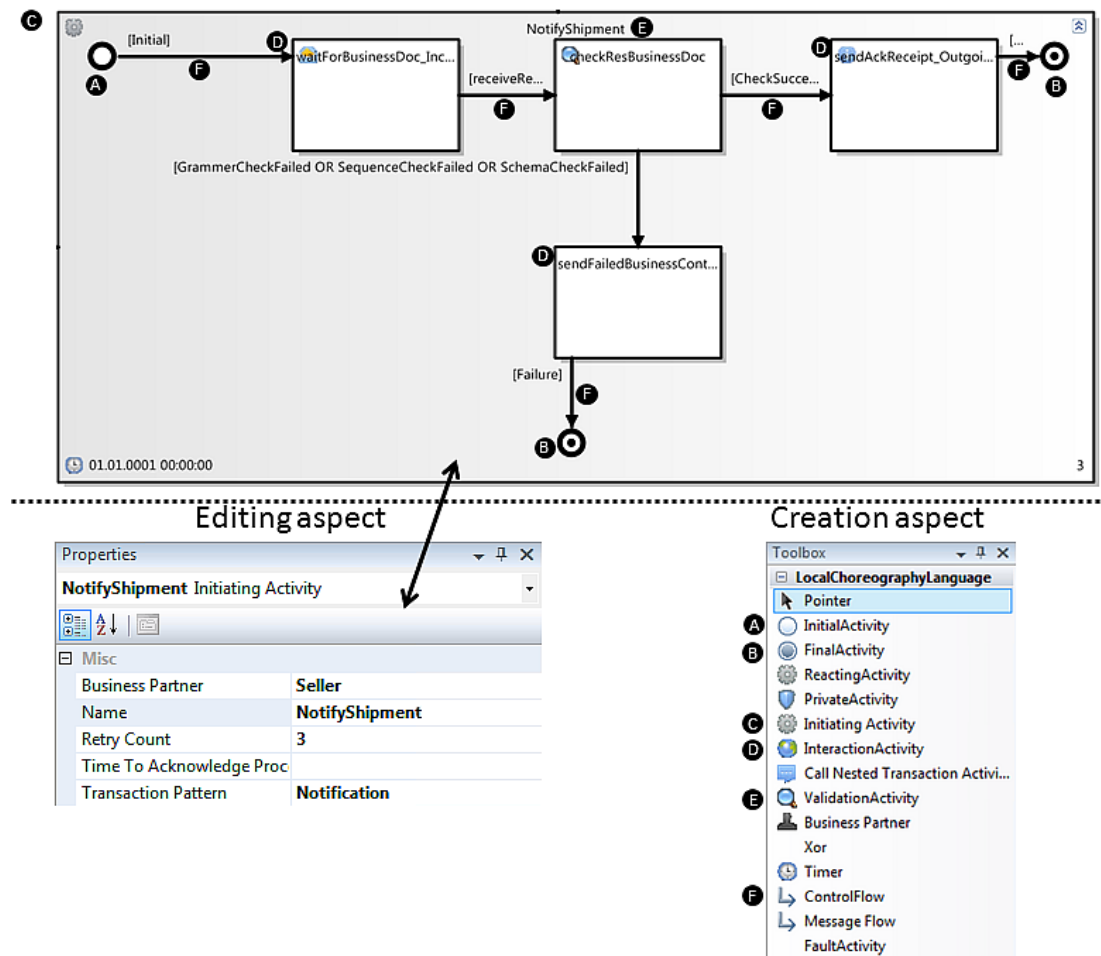 C
NotifyShipment E
[Initial]
D
D
[...
waitForBusinessDoc_Inc...
checkResBusinessDoc
sendAckReceipt_Outgoi...
A
F
[receiveRe...
[CheckSucce...
F
B
F
F
[GrammerCheckFailed OR SequenceCheckFailed OR SchemaCheckFailed]
D
sendFailedBusinessCont...
[Failure]
F
B
01.01.0001 00:00:00
3
Editing aspect
Creation aspect
Properties
NotifyShipment Initiating Activity
Misc
Business Partner Seller
Name NotifyShipment
Retry Count 3
Time To Acknowledge Proc
Transaction Pattern Notification
Toolbox
LocalChoreographyLanguage
Pointer
A InitialActivity
B FinalActivity
ReactingActivity
PrivateActivity
C Initiating Activity
D InteractionActivity
Call Nested Transaction Activi...
E ValidationActivity
Business Partner
Xor
Timer
F ControlFlow
Message Flow
FaultActivity